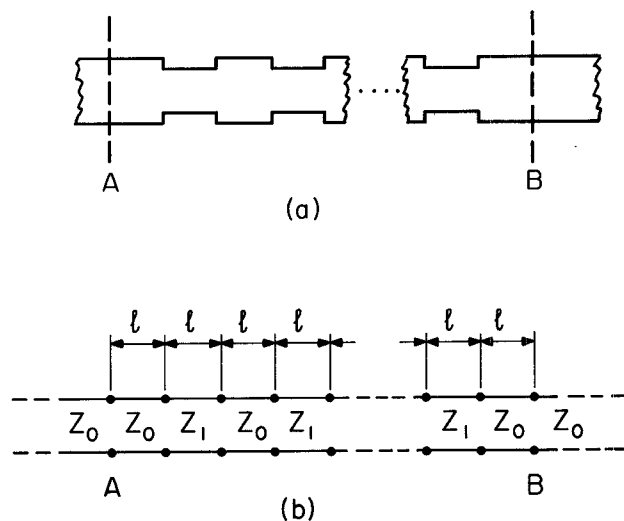 A B
(a)
ℓ ℓ ℓ ℓ ℓ ℓ
Z₀ Z₀ Z₁ Z₀ Z₁ Z₁ Z₀ Z₀
A B
(b)